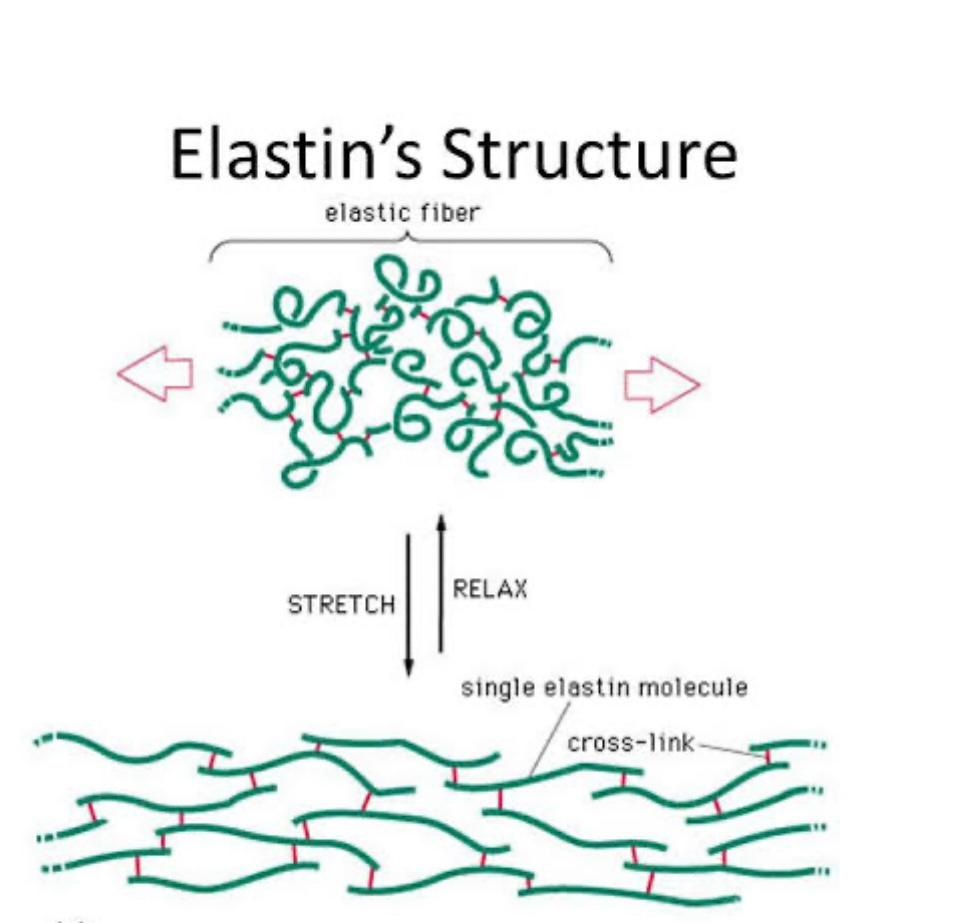 Elastin's Structure
elastic fiber
STRETCH
RELAX
single elastin molecule
cross-link